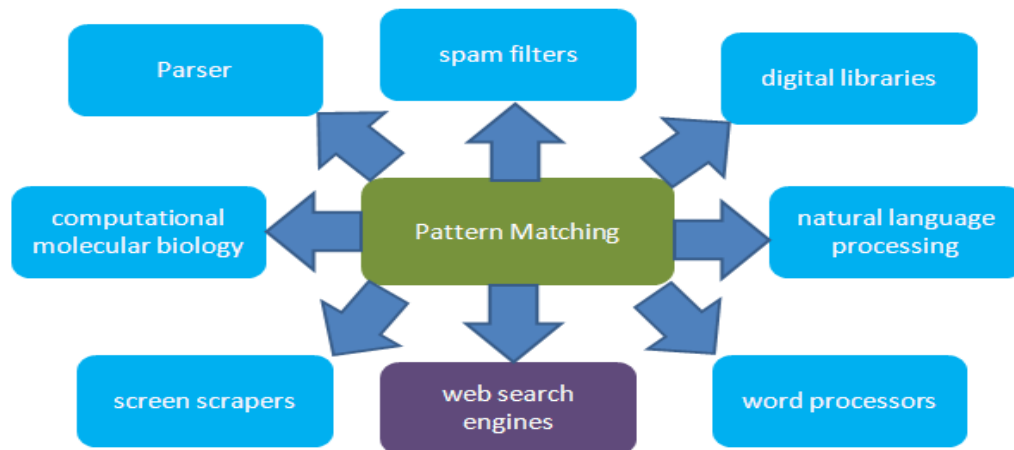 Parser
spam filters
digital libraries
computational
molecular biology
Pattern Matching
natural language
processing
screen scrapers
web search
engines
word processors